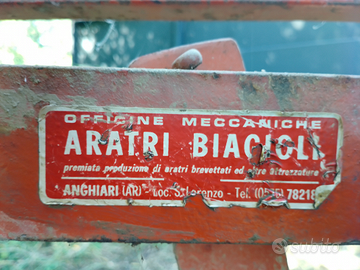 OFFICINE MECCANICHE
ARATRI BIAGIOLI
premiata produzione di aratri brevettati ed altre attrezzature
ANGHIARI (AR) - Loc. S. Lorenzo - Tel. 78218
subito